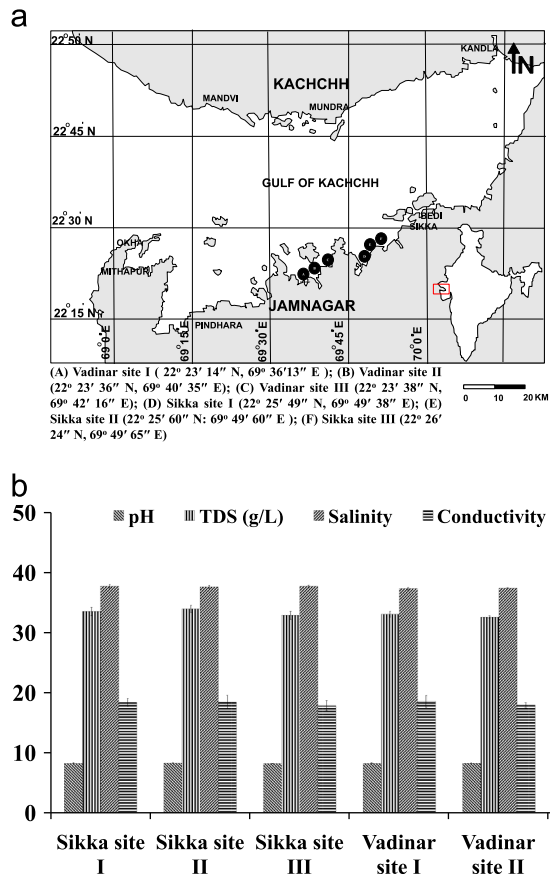 a
22° 50' N
KANDLA
N
MANDVI
KACHCHH
MUNDRA
22° 45' N
GULF OF KACHCHH
22° 30' N
BEDI
SIKKA
OKHA
MITHAPUR
JAMNAGAR
22° 15' N
PINDHARA
69° 0' E
69° 15' E
69° 30' E
69° 45' E
70° 0' E
(A) Vadinar site I ( 22° 23′ 14″ N, 69° 36′13″ E ); (B) Vadinar site II
(22° 23′ 36″ N, 69° 40′ 35″ E); (C) Vadinar site III (22° 23′ 38″ N,
69° 42′ 16″ E); (D) Sikka site I (22° 25′ 49″ N, 69° 49′ 38″ E); (E)
Sikka site II (22° 25′ 60″ N: 69° 49′ 60″ E ); (F) Sikka site III (22° 26′
24″ N, 69° 49′ 65″ E)
0 10 20 KM
b
50
40
30
20
10
0
pH TDS (g/L) Salinity Conductivity
Sikka site I
Sikka site II
Sikka site III
Vadinar site I
Vadinar site II